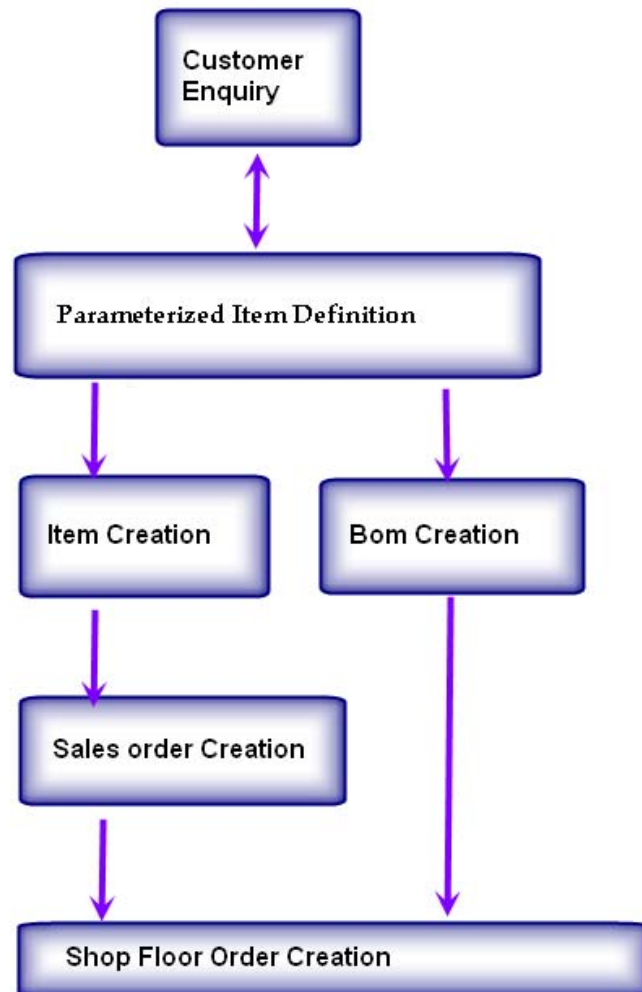 Customer
Enquiry
Parameterized Item Definition
Item Creation
Bom Creation
Sales order Creation
Shop Floor Order Creation